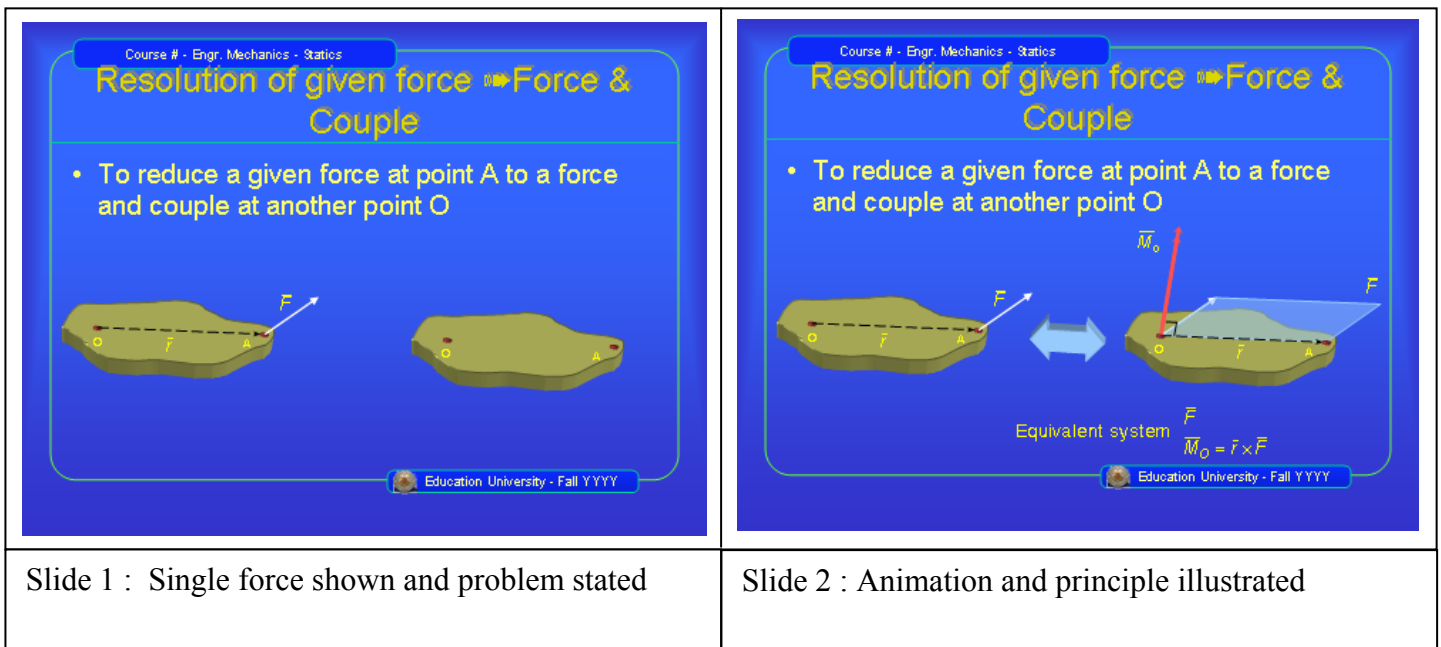 Course # - Engr. Mechanics - Statics
Resolution of given force ➠Force &
Couple
• To reduce a given force at point A to a force
and couple at another point O
F̄
O
r̄
A
O
A
Education University - Fall YYYY
Slide 1 : Single force shown and problem stated
Course # - Engr. Mechanics - Statics
Resolution of given force ➠Force &
Couple
• To reduce a given force at point A to a force
and couple at another point O
M̄o
F̄
F̄
O
r̄
A
O
r̄
A
Equivalent system
F̄
M̄O = r̄ × F̄
Education University - Fall YYYY
Slide 2 : Animation and principle illustrated